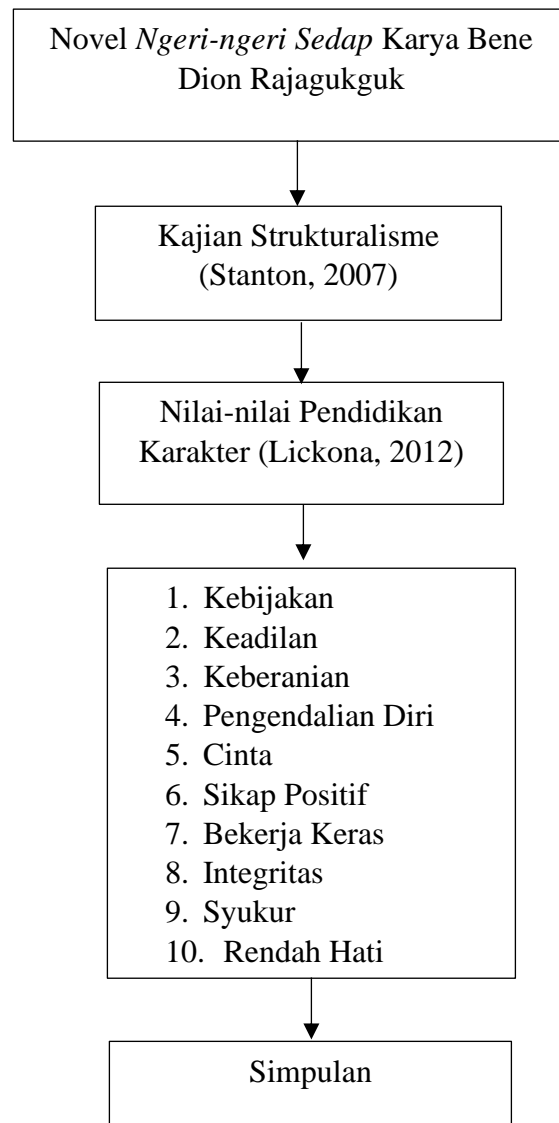 Novel Ngeri-ngeri Sedap Karya Bene
Dion Rajagukguk
Kajian Strukturalisme
(Stanton, 2007)
Nilai-nilai Pendidikan
Karakter (Lickona, 2012)
1. Kebijakan
2. Keadilan
3. Keberanian
4. Pengendalian Diri
5. Cinta
6. Sikap Positif
7. Bekerja Keras
8. Integritas
9. Syukur
10. Rendah Hati
Simpulan